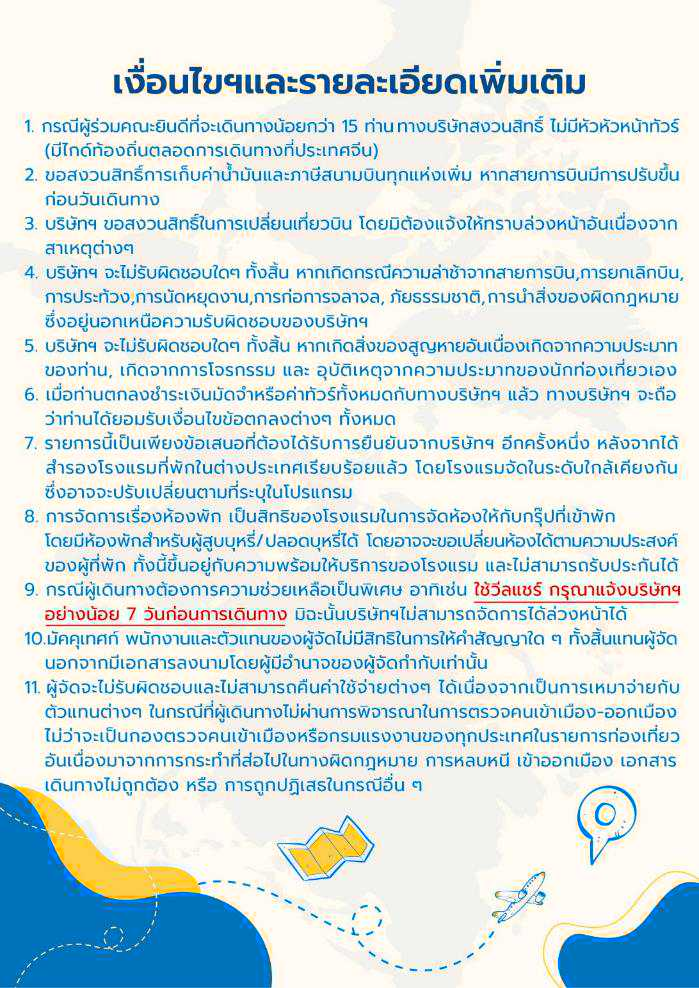 เงื่อนไขฯและรายละเอียดเพิ่มเติม
1. กรณีผู้ร่วมคณะยินดีที่จะเดินทางน้อยกว่า 15 ท่าน ทางบริษัทสงวนสิทธิ์ ไม่มีหัวหัวหน้าทัวร์
(มีไกด์ท้องถิ่นตลอดการเดินทางที่ประเทศจีน)
2. ขอสงวนสิทธิ์การเก็บค่าน้ำมันและภาษีสนามบินทุกแห่งเพิ่ม หากสายการบินมีการปรับขึ้น
ก่อนวันเดินทาง
3. บริษัทฯ ขอสงวนสิทธิ์ในการเปลี่ยนเที่ยวบิน โดยมิต้องแจ้งให้ทราบล่วงหน้าอันเนื่องจาก
สาเหตุต่างๆ
4. บริษัทฯ จะไม่รับผิดชอบใดๆ ทั้งสิ้น หากเกิดกรณีความล่าช้าจากสายการบิน,การยกเลิกบิน,
การประท้วง,การนัดหยุดงาน,การก่อการจลาจล, ภัยธรรมชาติ,การนำสิ่งของผิดกฎหมาย
ซึ่งอยู่นอกเหนือความรับผิดชอบของบริษัทฯ
5. บริษัทฯ จะไม่รับผิดชอบใดๆ ทั้งสิ้น หากเกิดสิ่งของสูญหายอันเนื่องเกิดจากความประมาท
ของท่าน, เกิดจากการโจรกรรม และ อุบัติเหตุจากความประมาทของนักท่องเที่ยวเอง
6. เมื่อท่านตกลงชำระเงินมัดจำหรือค่าทัวร์ทั้งหมดกับทางบริษัทฯ แล้ว ทางบริษัทฯ จะถือ
ว่าท่านได้ยอมรับเงื่อนไขข้อตกลงต่างๆ ทั้งหมด
7. รายการนี้เป็นเพียงข้อเสนอที่ต้องได้รับการยืนยันจากบริษัทฯ อีกครั้งหนึ่ง หลังจากได้
สำรองโรงแรมที่พักในต่างประเทศเรียบร้อยแล้ว โดยโรงแรมจัดในระดับใกล้เคียงกัน
ซึ่งอาจจะปรับเปลี่ยนตามที่ระบุในโปรแกรม
8. การจัดการเรื่องห้องพัก เป็นสิทธิของโรงแรมในการจัดห้องให้กับกรุ๊ปที่เข้าพัก
โดยมีห้องพักสำหรับผู้สูบบุหรี่/ปลอดบุหรี่ได้ โดยอาจจะขอเปลี่ยนห้องได้ตามความประสงค์
ของผู้ที่พัก ทั้งนี้ขึ้นอยู่กับความพร้อมให้บริการของโรงแรม และไม่สามารถรับประกันได้
9. กรณีผู้เดินทางต้องการความช่วยเหลือเป็นพิเศษ อาทิเช่น ใช้วีลแชร์ กรุณาแจ้งบริษัทฯ
อย่างน้อย 7 วันก่อนการเดินทาง มิฉะนั้นบริษัทฯไม่สามารถจัดการได้ล่วงหน้าได้
10.มัคคุเทศก์ พนักงานและตัวแทนของผู้จัดไม่มีสิทธิในการให้คำสัญญาใด ๆ ทั้งสิ้นแทนผู้จัด
นอกจากมีเอกสารลงนามโดยผู้มีอำนาจของผู้จัดกำกับเท่านั้น
11. ผู้จัดจะไม่รับผิดชอบและไม่สามารถคืนค่าใช้จ่ายต่างๆ ได้เนื่องจากเป็นการเหมาจ่ายกับ
ตัวแทนต่างๆ ในกรณีที่ผู้เดินทางไม่ผ่านการพิจารณาในการตรวจคนเข้าเมือง-ออกเมือง
ไม่ว่าจะเป็นกองตรวจคนเข้าเมืองหรือกรมแรงงานของทุกประเทศในรายการท่องเที่ยว
อันเนื่องมาจากการกระทำที่ส่อไปในทางผิดกฎหมาย การหลบหนี เข้าออกเมือง เอกสาร
เดินทางไม่ถูกต้อง หรือ การถูกปฏิเสธในกรณีอื่น ๆ